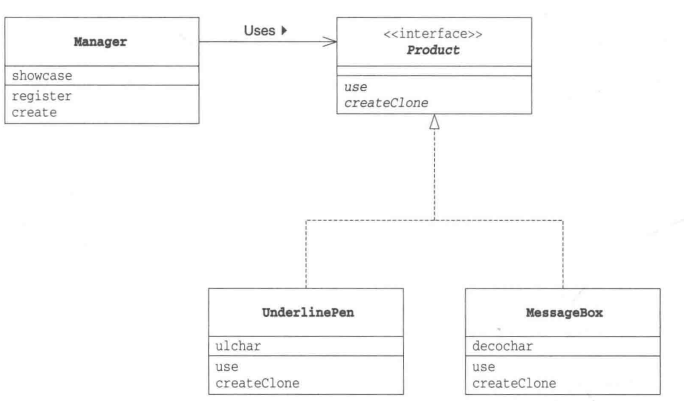 Manager
showcase
register
create
Uses ▶
<<interface>>
Product
use
createClone
UnderlinePen
ulchar
use
createClone
MessageBox
decochar
use
createClone